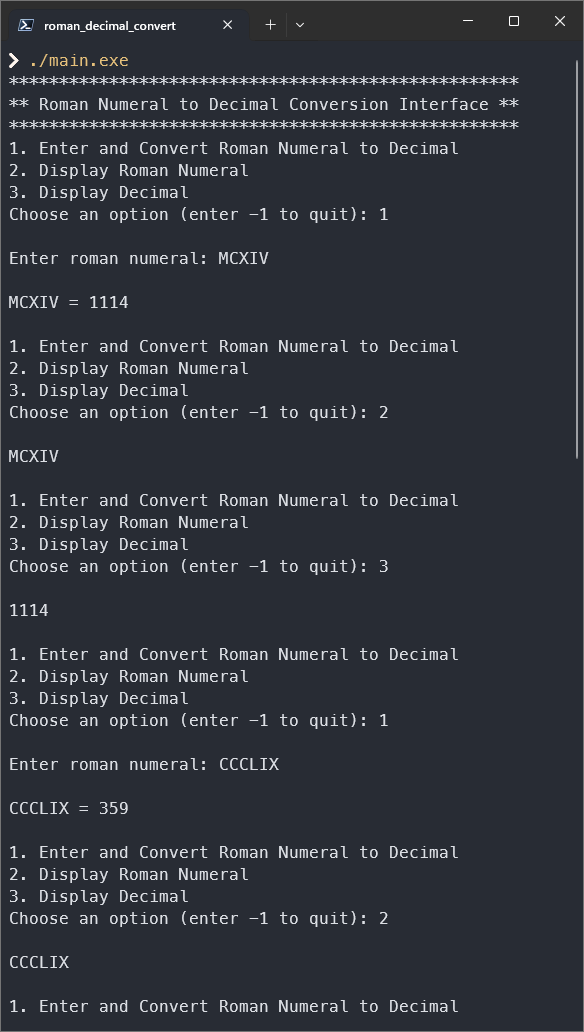 roman_decimal_convert
./main.exe
***************************************************
** Roman Numeral to Decimal Conversion Interface **
***************************************************
1. Enter and Convert Roman Numeral to Decimal
2. Display Roman Numeral
3. Display Decimal
Choose an option (enter -1 to quit): 1
Enter roman numeral: MCXIV
MCXIV = 1114
1. Enter and Convert Roman Numeral to Decimal
2. Display Roman Numeral
3. Display Decimal
Choose an option (enter -1 to quit): 2
MCXIV
1. Enter and Convert Roman Numeral to Decimal
2. Display Roman Numeral
3. Display Decimal
Choose an option (enter -1 to quit): 3
1114
1. Enter and Convert Roman Numeral to Decimal
2. Display Roman Numeral
3. Display Decimal
Choose an option (enter -1 to quit): 1
Enter roman numeral: CCCLIX
CCCLIX = 359
1. Enter and Convert Roman Numeral to Decimal
2. Display Roman Numeral
3. Display Decimal
Choose an option (enter -1 to quit): 2
CCCLIX
1. Enter and Convert Roman Numeral to Decimal